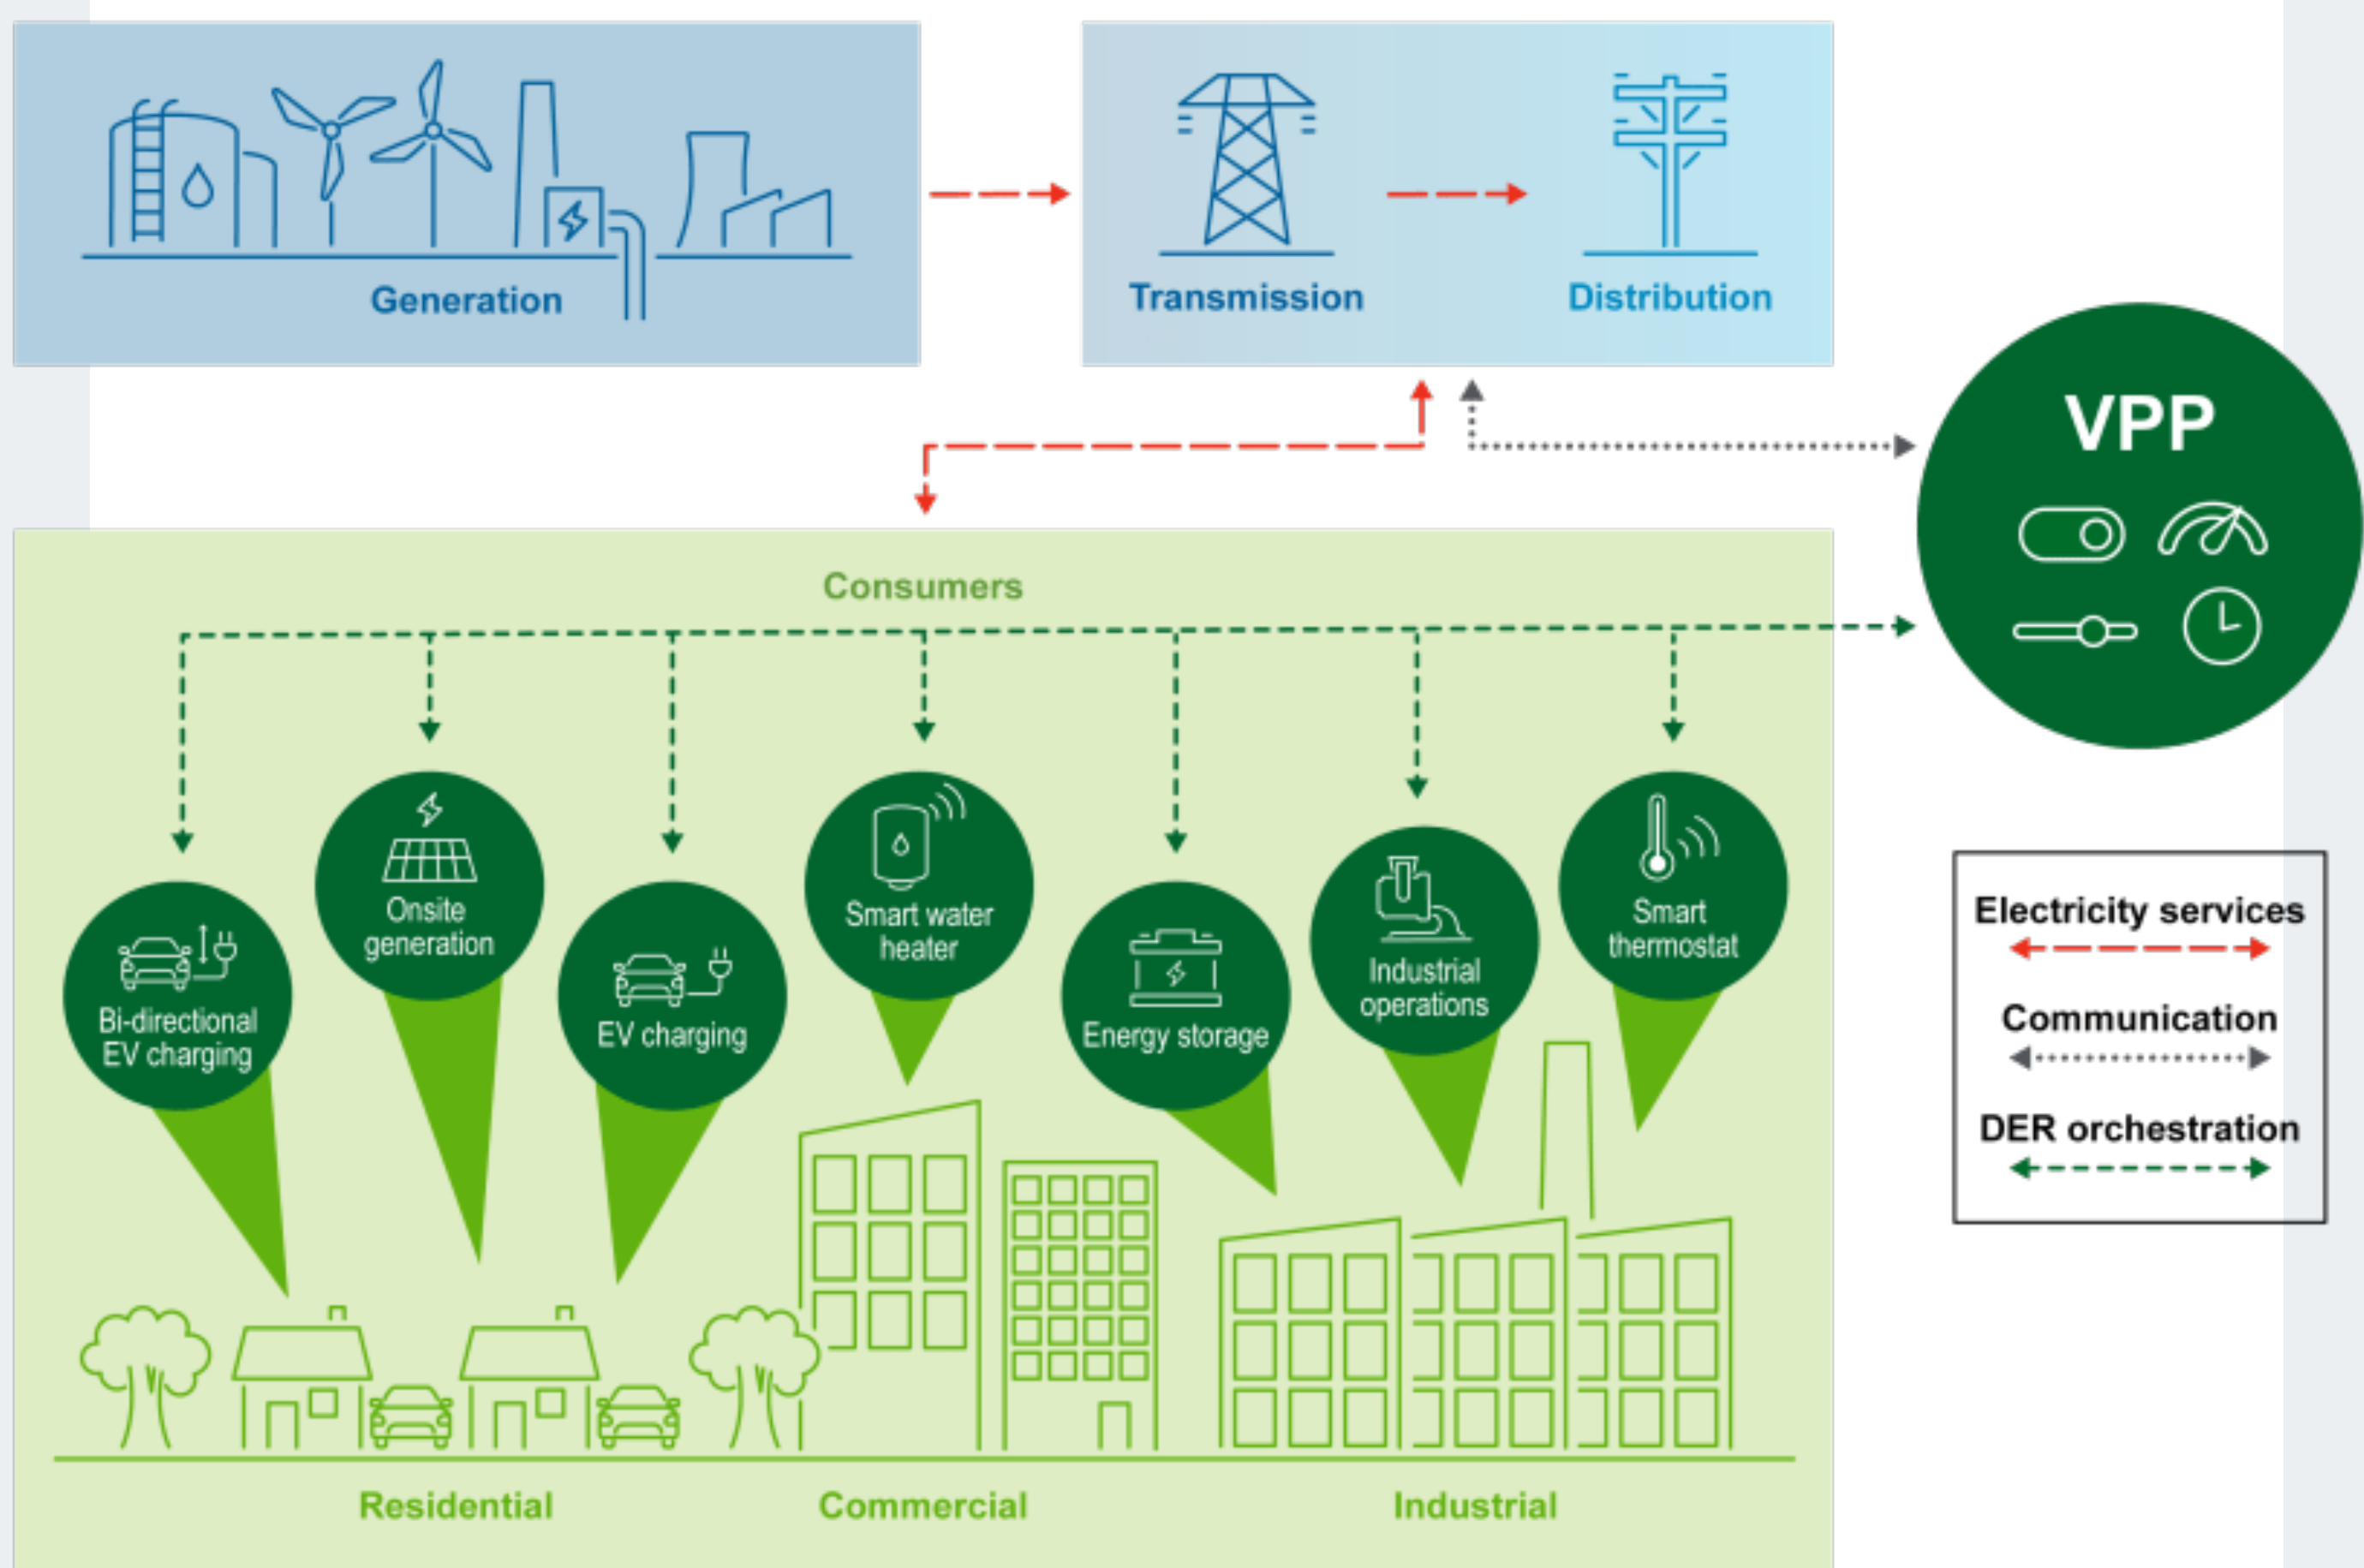 Generation
Transmission
Distribution
VPP
Consumers
Bi-directional
EV charging
Onsite
generation
EV charging
Smart water
heater
Energy storage
Industrial
operations
Smart
thermostat
Residential
Commercial
Industrial
Electricity services
Communication
DER orchestration